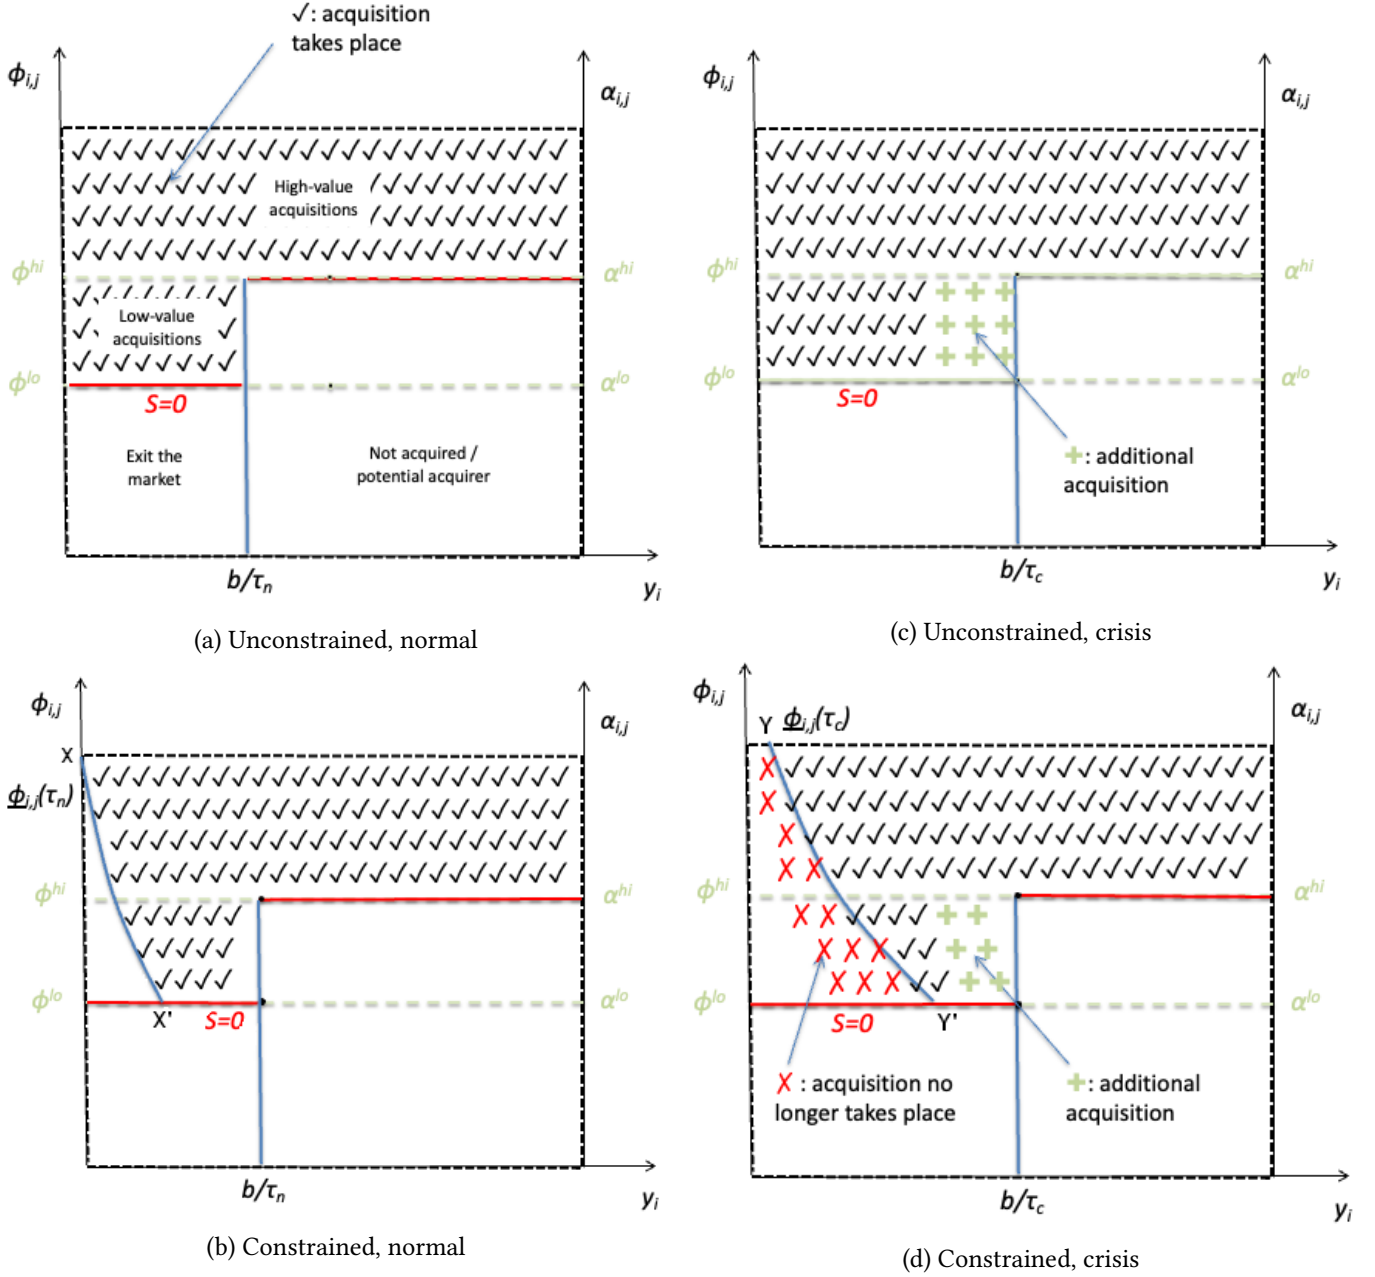 ✓: acquisition
takes place
ϕi,j
αi,j
High-value
acquisitions
ϕhi
αhi
Low-value
acquisitions
ϕlo
αlo
S=0
Exit the
market
Not acquired /
potential acquirer
b/τn
yi
(a) Unconstrained, normal
ϕi,j
αi,j
ϕhi
αhi
ϕlo
αlo
S=0
+: additional
acquisition
b/τc
yi
(c) Unconstrained, crisis
ϕi,j
αi,j
X
ϕi,j(τn)
ϕhi
αhi
ϕlo
αlo
X'
S=0
b/τn
yi
(b) Constrained, normal
ϕi,j
αi,j
Y ϕi,j(τc)
ϕhi
αhi
ϕlo
αlo
S=0
Y'
X : acquisition no
longer takes place
+: additional
acquisition
b/τc
yi
(d) Constrained, crisis